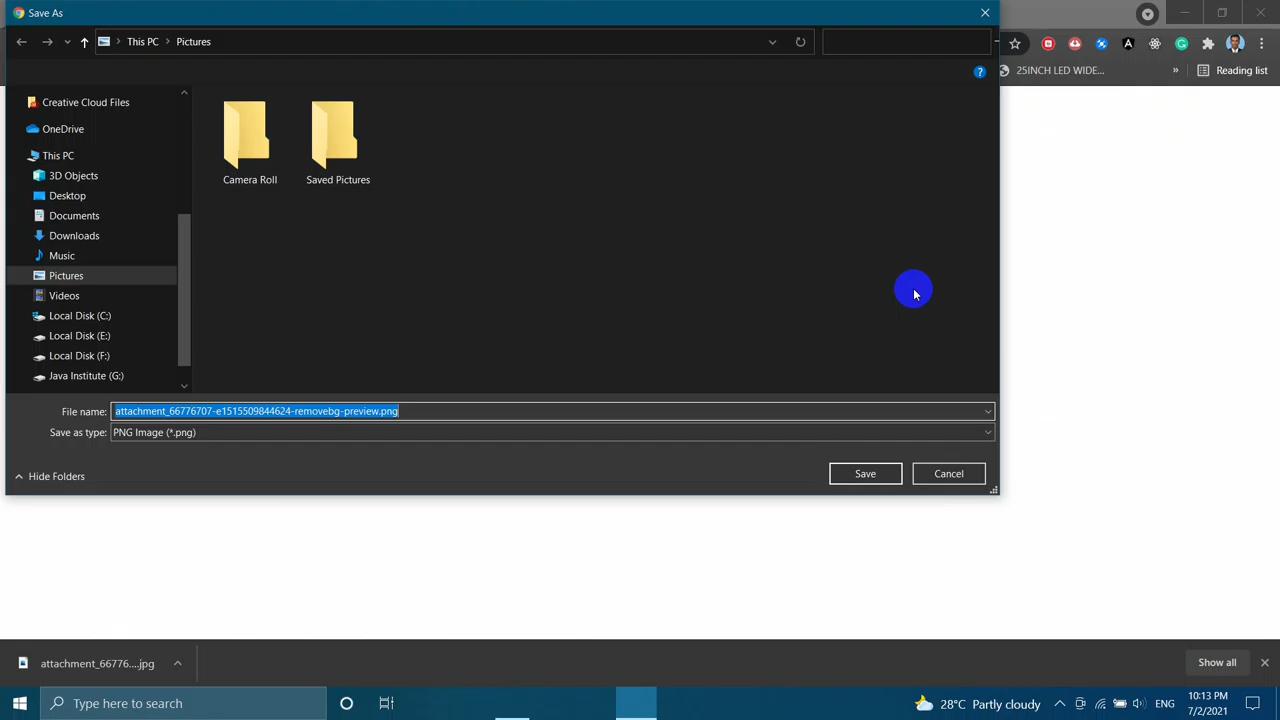 Save As
This PC
Pictures
25INCH LED WIDE...
»
Reading list
Creative Cloud Files
OneDrive
This PC
3D Objects
Desktop
Documents
Downloads
Music
Pictures
Videos
Local Disk (C:)
Local Disk (E:)
Local Disk (F:)
Java Institute (G:)
Camera Roll
Saved Pictures
File name: attachment_66776707-e1515509844624-removebg-preview.png
Save as type: PNG Image (*.png)
Hide Folders
Save
Cancel
attachment_66776....jpg
Show all
Type here to search
28°C Partly cloudy
ENG
10:13 PM
7/2/2021